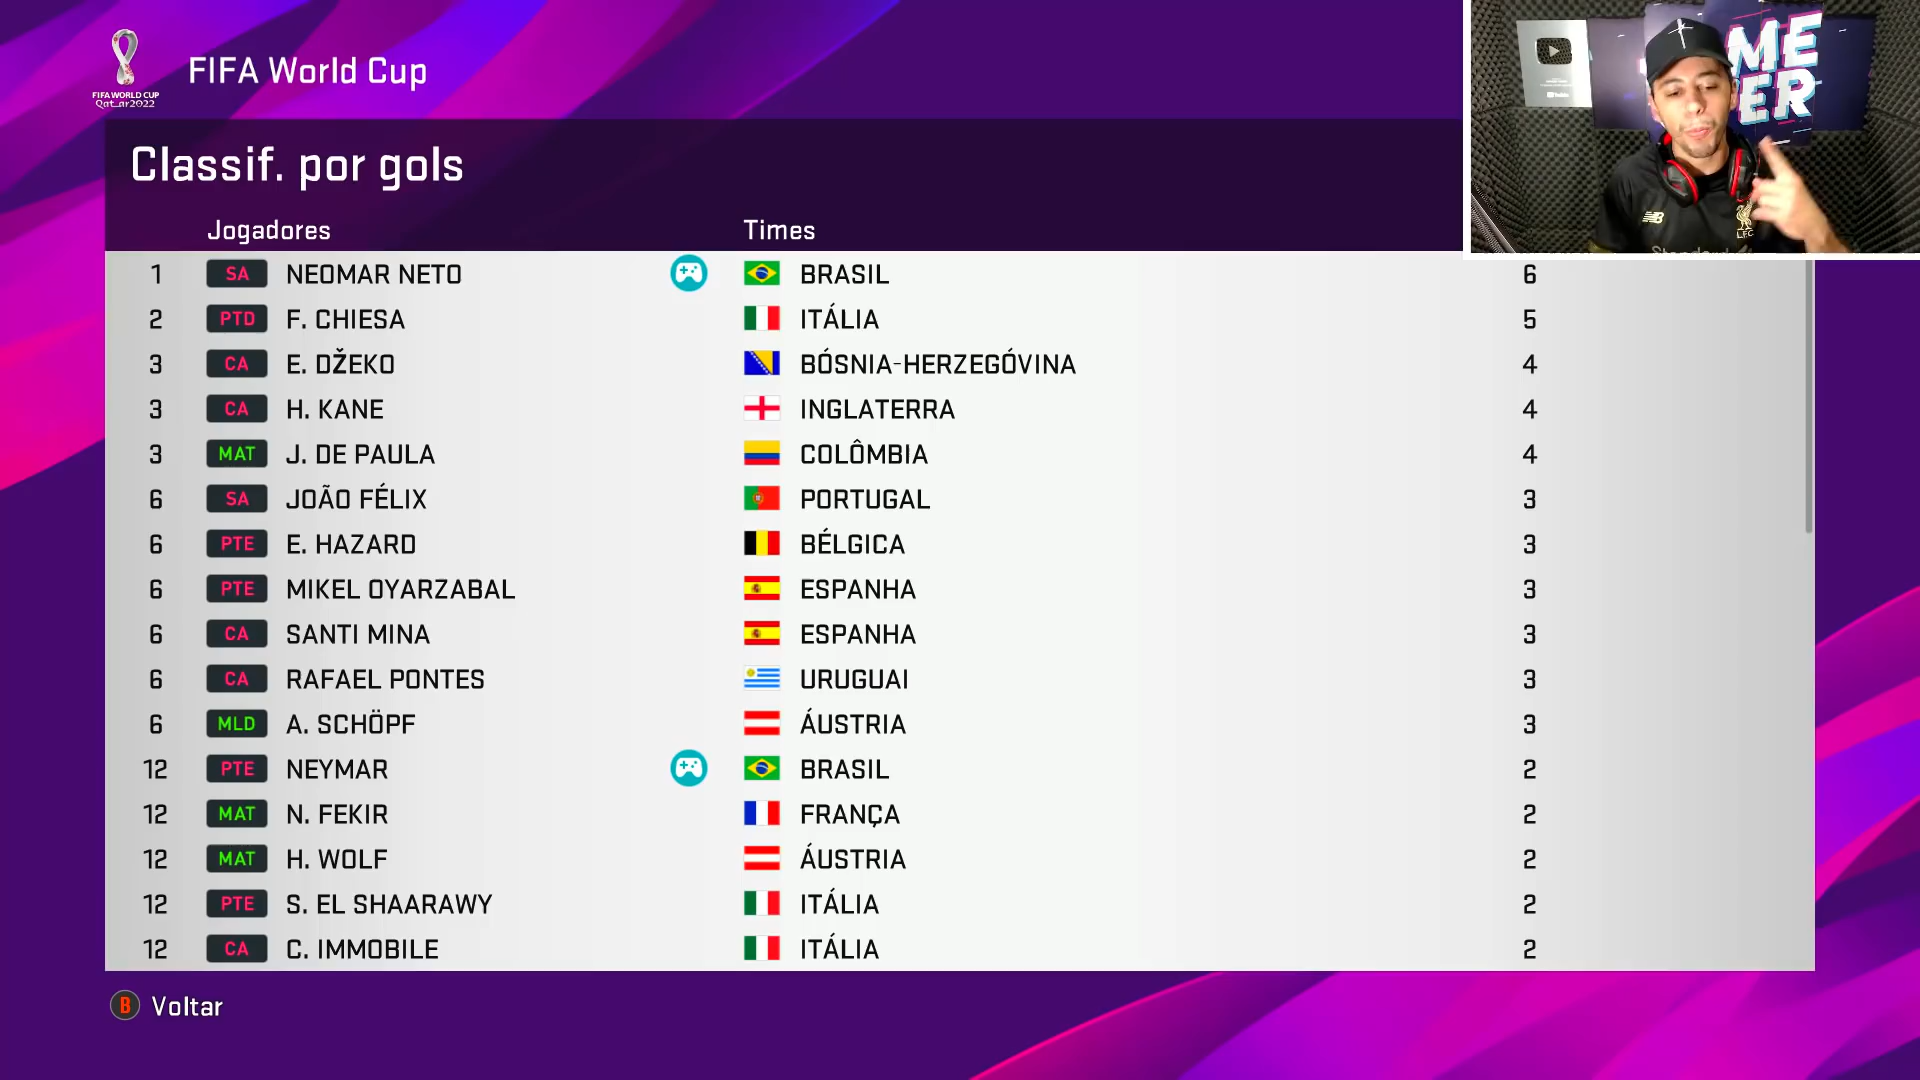 FIFA WORLD CUP
Qatar2022
FIFA World Cup
ME
ER
LFC
Classif. por gols
Jogadores Times
1 SA NEOMAR NETO BRASIL 6
2 PTD F. CHIESA ITÁLIA 5
3 CA E. DŽEKO BÓSNIA-HERZEGÓVINA 4
3 CA H. KANE INGLATERRA 4
3 MAT J. DE PAULA COLÔMBIA 4
6 SA JOÃO FÉLIX PORTUGAL 3
6 PTE E. HAZARD BÉLGICA 3
6 PTE MIKEL OYARZABAL ESPANHA 3
6 CA SANTI MINA ESPANHA 3
6 CA RAFAEL PONTES URUGUAI 3
6 MLD A. SCHÖPF ÁUSTRIA 3
12 PTE NEYMAR BRASIL 2
12 MAT N. FEKIR FRANÇA 2
12 MAT H. WOLF ÁUSTRIA 2
12 PTE S. EL SHAARAWY ITÁLIA 2
12 CA C. IMMOBILE ITÁLIA 2
B Voltar